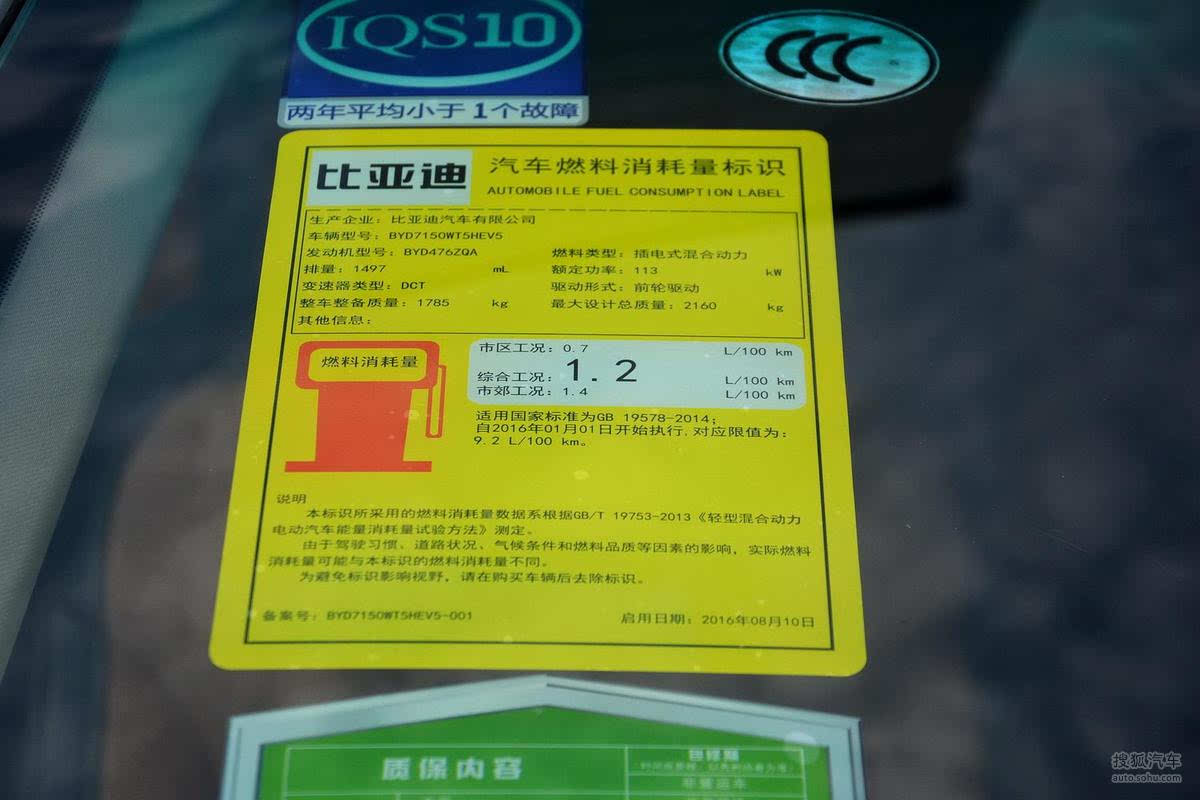 IQS10
两年平均小于1个故障
CCC
比亚迪
汽车燃料消耗量标识
AUTOMOBILE FUEL CONSUMPTION LABEL
生产企业：比亚迪汽车有限公司
车辆型号：BYD7150WT5HEV5
发动机型号：BYD476ZQA 燃料类型：插电式混合动力
排量：1497 mL 额定功率：113 kW
变速器类型：DCT 驱动形式：前轮驱动
整车整备质量：1785 kg 最大设计总质量：2160 kg
其他信息：
燃料消耗量
市区工况：0.7 L/100 km
综合工况：1.2 L/100 km
市郊工况：1.4 L/100 km
适用国家标准为GB 19578-2014；
自2016年01月01日开始执行,对应限值为：
9.2 L/100 km。
说明
本标识所采用的燃料消耗量数据系根据GB/T 19753-2013《轻型混合动力
电动汽车能量消耗量试验方法》测定。
由于驾驶习惯、道路状况、气候条件和燃料品质等因素的影响，实际燃料
消耗量可能与本标识的燃料消耗量不同。
为避免标识影响视野，请在购买车辆后去除标识。
备案号：BYD7150WT5HEV5-001 启用日期：2016年08月10日
质保内容
包修期
非营运车
搜狐汽车
auto.sohu.com